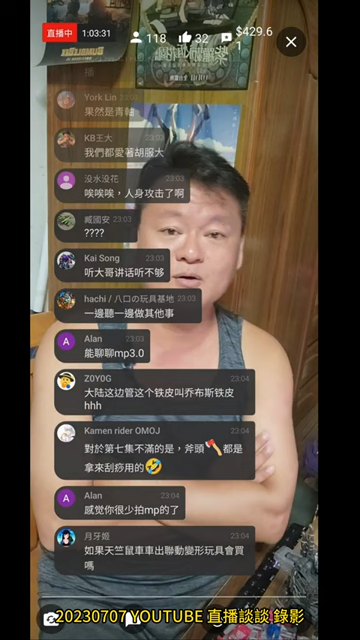 直播中 1:03:31 118 32 $429.6
1
播
York Lin 23:03
果然是青軸
KB王大 23:03
我們都愛著胡服大
没水没花 23:03
唉唉唉，人身攻击了啊
臧國安 23:03
????
Kai Song 23:03
听大哥讲话听不够
hachi / 八口の玩具基地 23:03
一邊聽一邊做其他事
Alan 23:03
能聊聊mp3.0
Z0Y0G 23:04
大陆这边管这个铁皮叫乔布斯铁皮
hhh
Kamen rider OMOJ 23:04
對於第七集不滿的是，斧頭🪓都是
拿來刮痧用的🤣
Alan 23:04
感觉你很少拍mp的了
月牙姬 23:04
如果天竺鼠車車出聯動變形玩具會買
嗎
20230707 YOUTUBE 直播談談 錄影